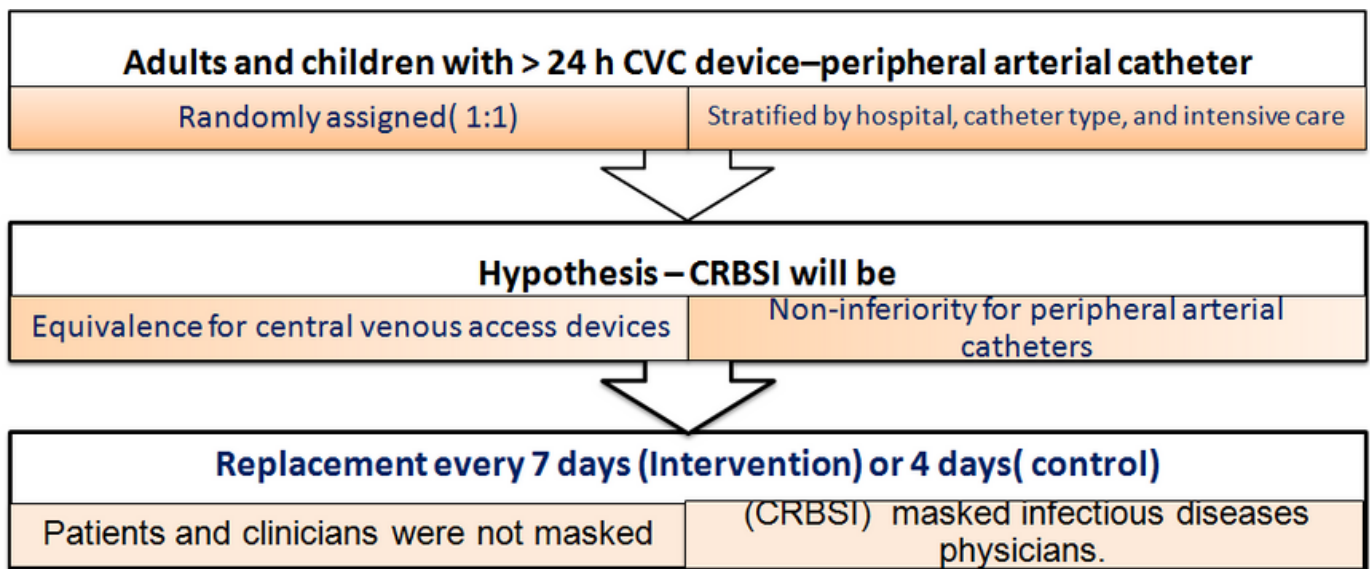 Adults and children with > 24 h CVC device–peripheral arterial catheter
Randomly assigned( 1:1)
Stratified by hospital, catheter type, and intensive care
Hypothesis – CRBSI will be
Equivalence for central venous access devices
Non-inferiority for peripheral arterial
catheters
Replacement every 7 days (Intervention) or 4 days( control)
Patients and clinicians were not masked
(CRBSI) masked infectious diseases
physicians.